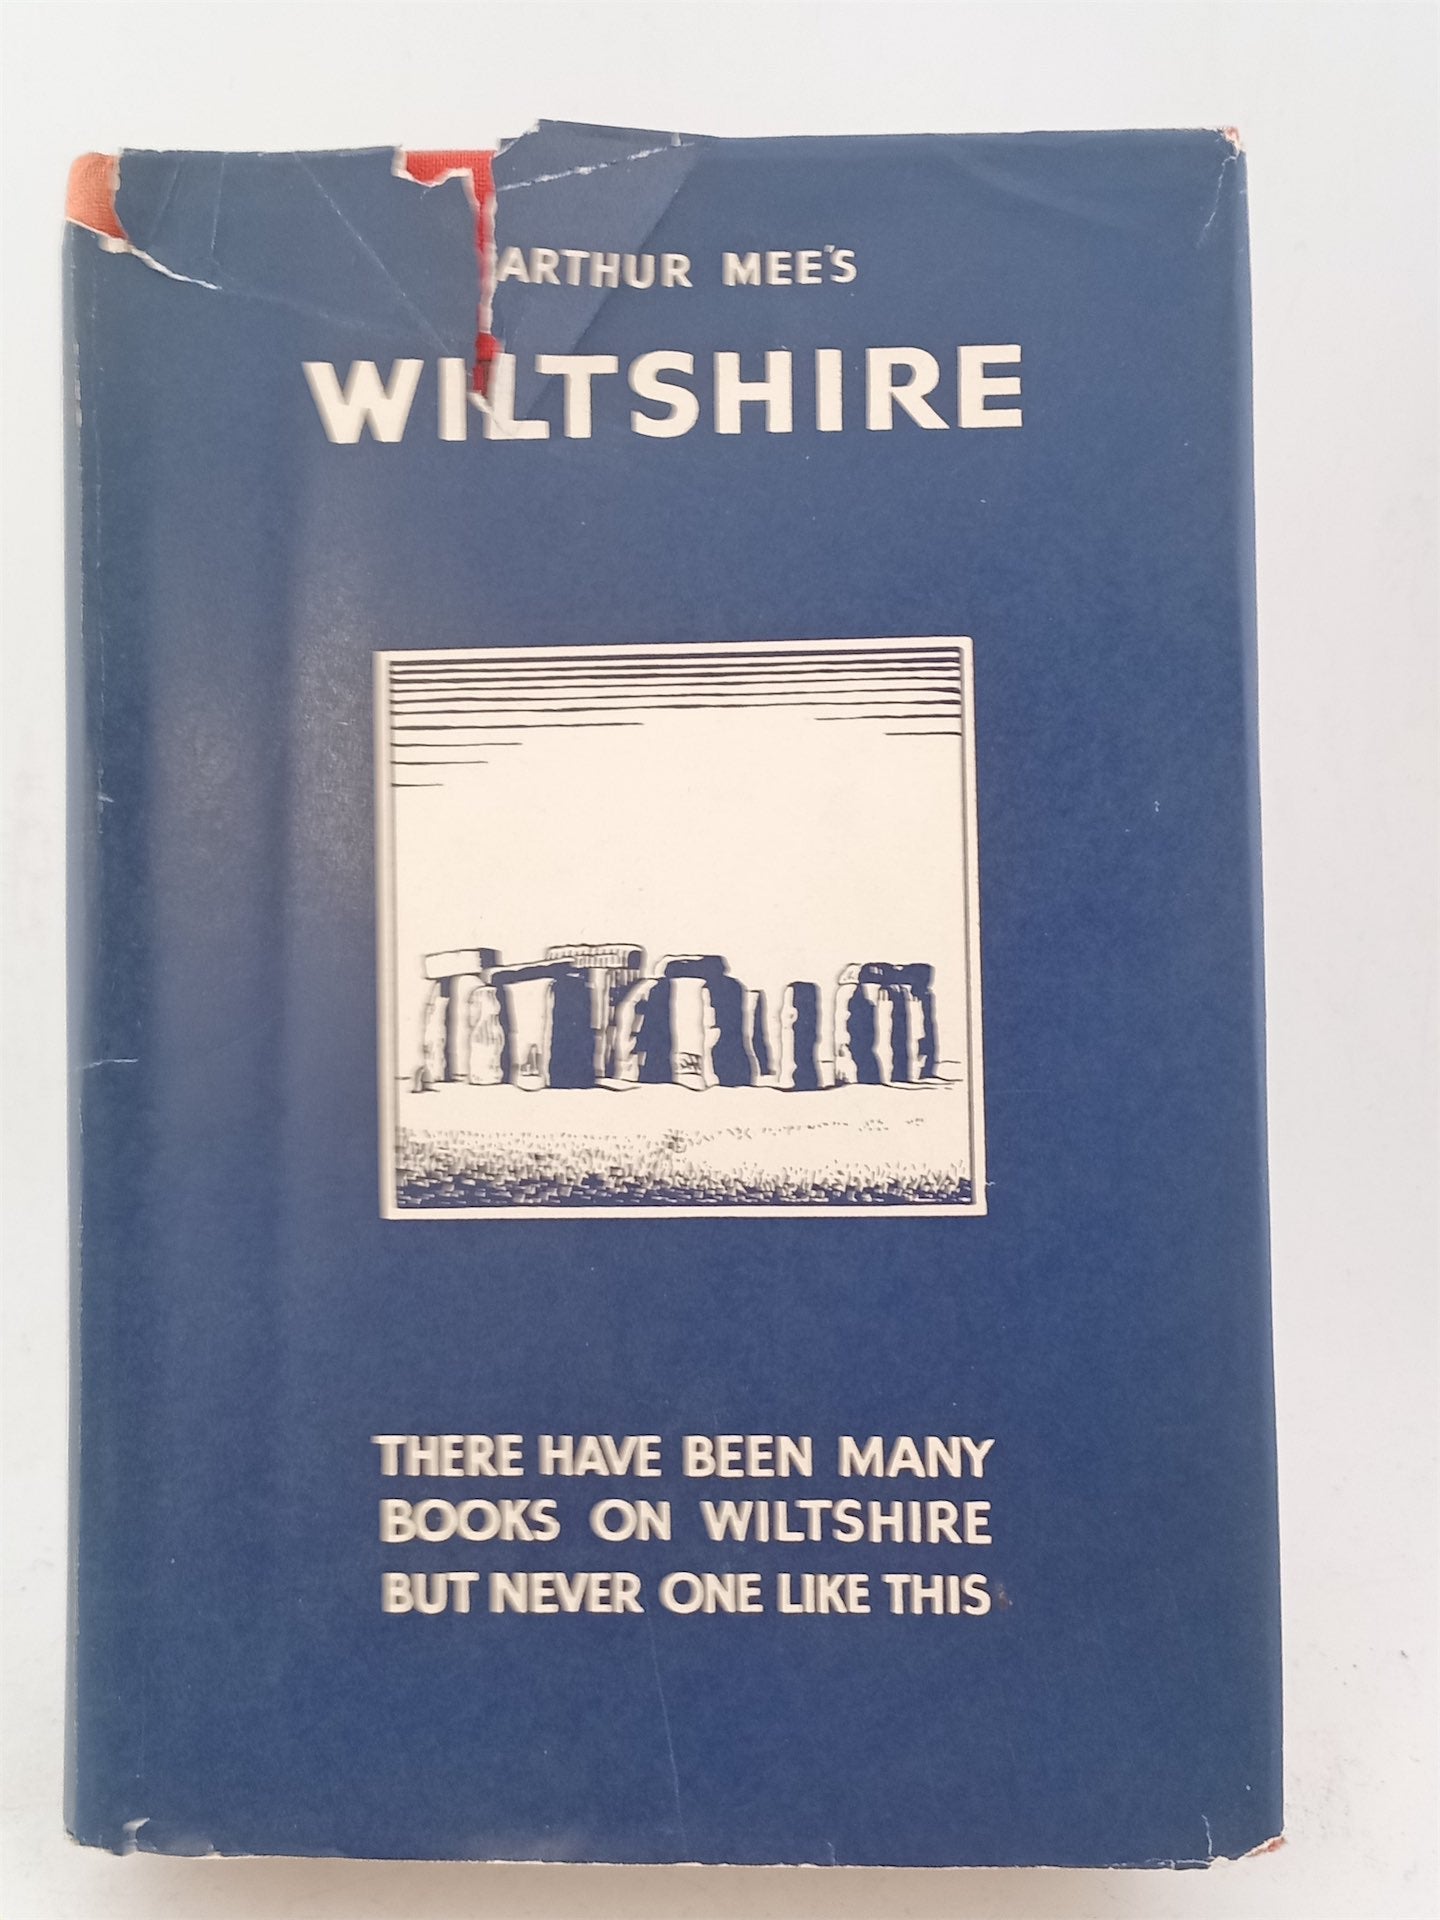 ARTHUR MEE'S
WILTSHIRE
THERE HAVE BEEN MANY
BOOKS ON WILTSHIRE
BUT NEVER ONE LIKE THIS